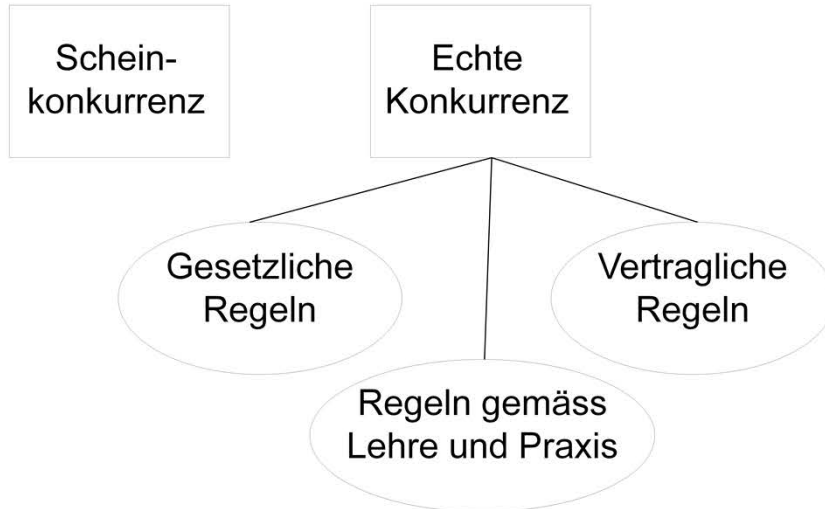 Schein-
konkurrenz
Echte
Konkurrenz
Gesetzliche
Regeln
Vertragliche
Regeln
Regeln gemäss
Lehre und Praxis